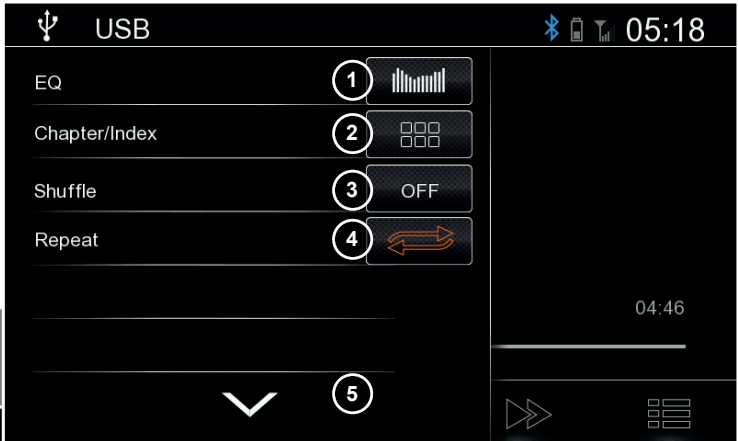 USB 05:18
EQ 1
Chapter/Index 2
Shuffle 3 OFF
Repeat 4
04:46
5